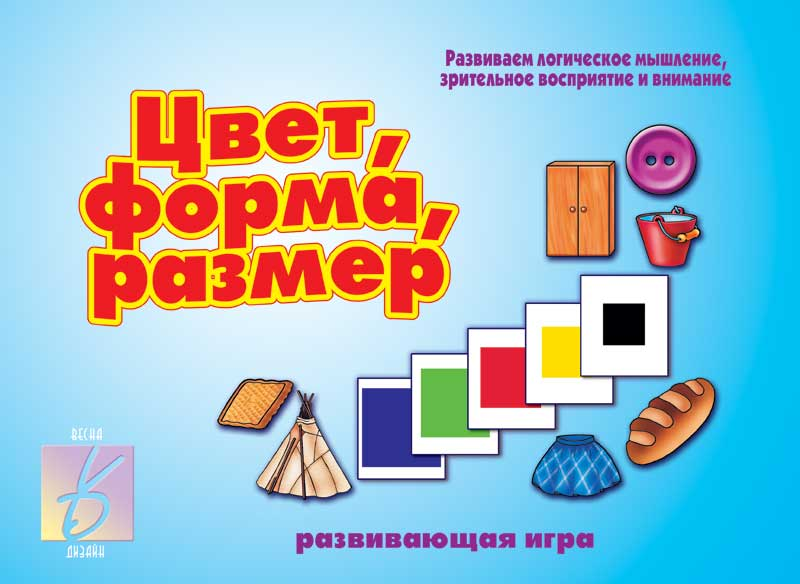 Развиваем логическое мышление,
зрительное восприятие и внимание
Цвет,
форма,
размер
ВЕСНА
ДИЗАЙН
развивающая игра